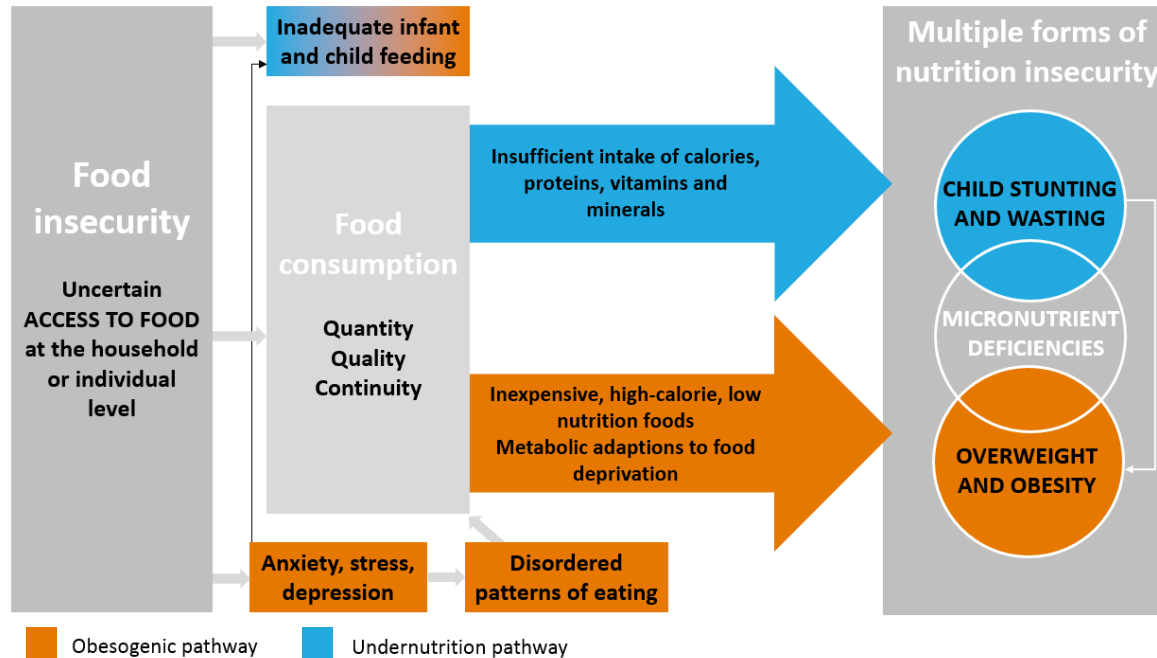 Food
insecurity
Uncertain
ACCESS TO FOOD
at the household
or individual
level
Inadequate infant
and child feeding
Food
consumption
Quantity
Quality
Continuity
Anxiety, stress,
depression
Disordered
patterns of eating
Insufficient intake of calories,
proteins, vitamins and
minerals
Inexpensive, high-calorie, low
nutrition foods
Metabolic adaptions to food
deprivation
Multiple forms of
nutrition insecurity
CHILD STUNTING
AND WASTING
MICRONUTRIENT
DEFICIENCIES
OVERWEIGHT
AND OBESITY
Obesogenic pathway
Undernutrition pathway